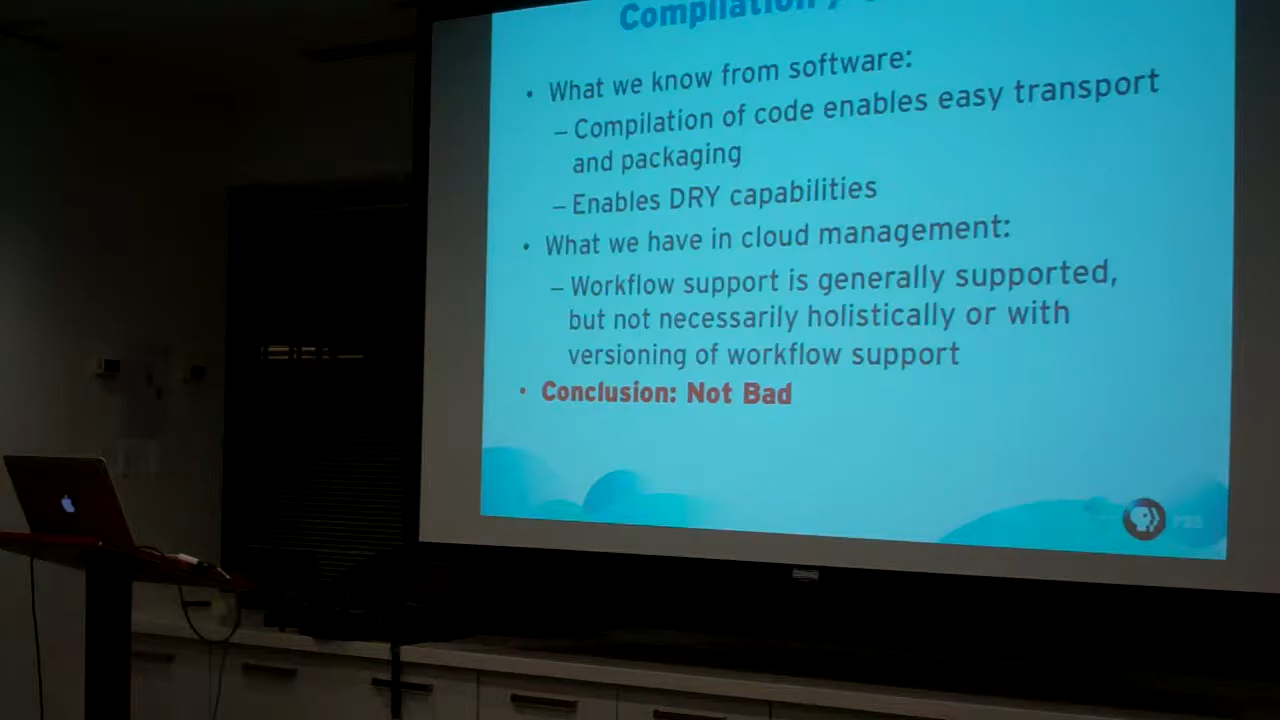 Compilation /
• What we know from software:
– Compilation of code enables easy transport
and packaging
– Enables DRY capabilities
• What we have in cloud management:
– Workflow support is generally supported,
but not necessarily holistically or with
versioning of workflow support
• Conclusion: Not Bad
PBS